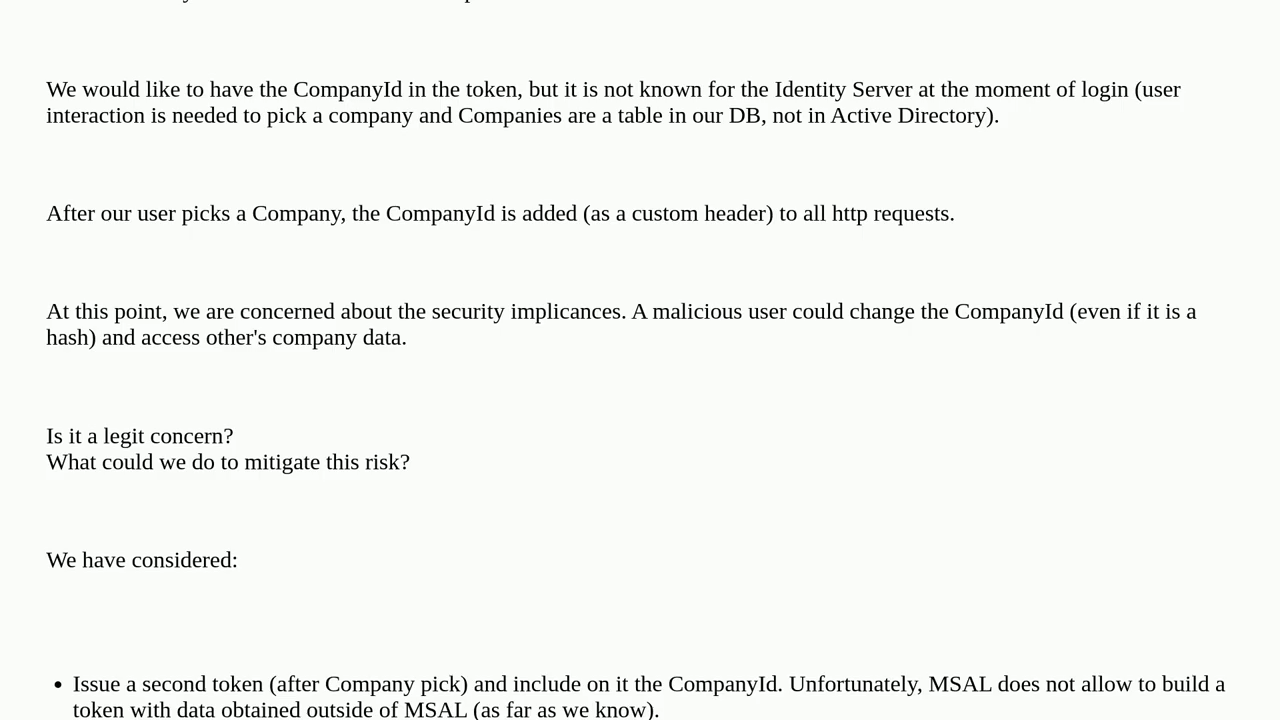 We would like to have the CompanyId in the token, but it is not known for the Identity Server at the moment of login (user
interaction is needed to pick a company and Companies are a table in our DB, not in Active Directory).
After our user picks a Company, the CompanyId is added (as a custom header) to all http requests.
At this point, we are concerned about the security implicances. A malicious user could change the CompanyId (even if it is a
hash) and access other's company data.
Is it a legit concern?
What could we do to mitigate this risk?
We have considered:
• Issue a second token (after Company pick) and include on it the CompanyId. Unfortunately, MSAL does not allow to build a
token with data obtained outside of MSAL (as far as we know).